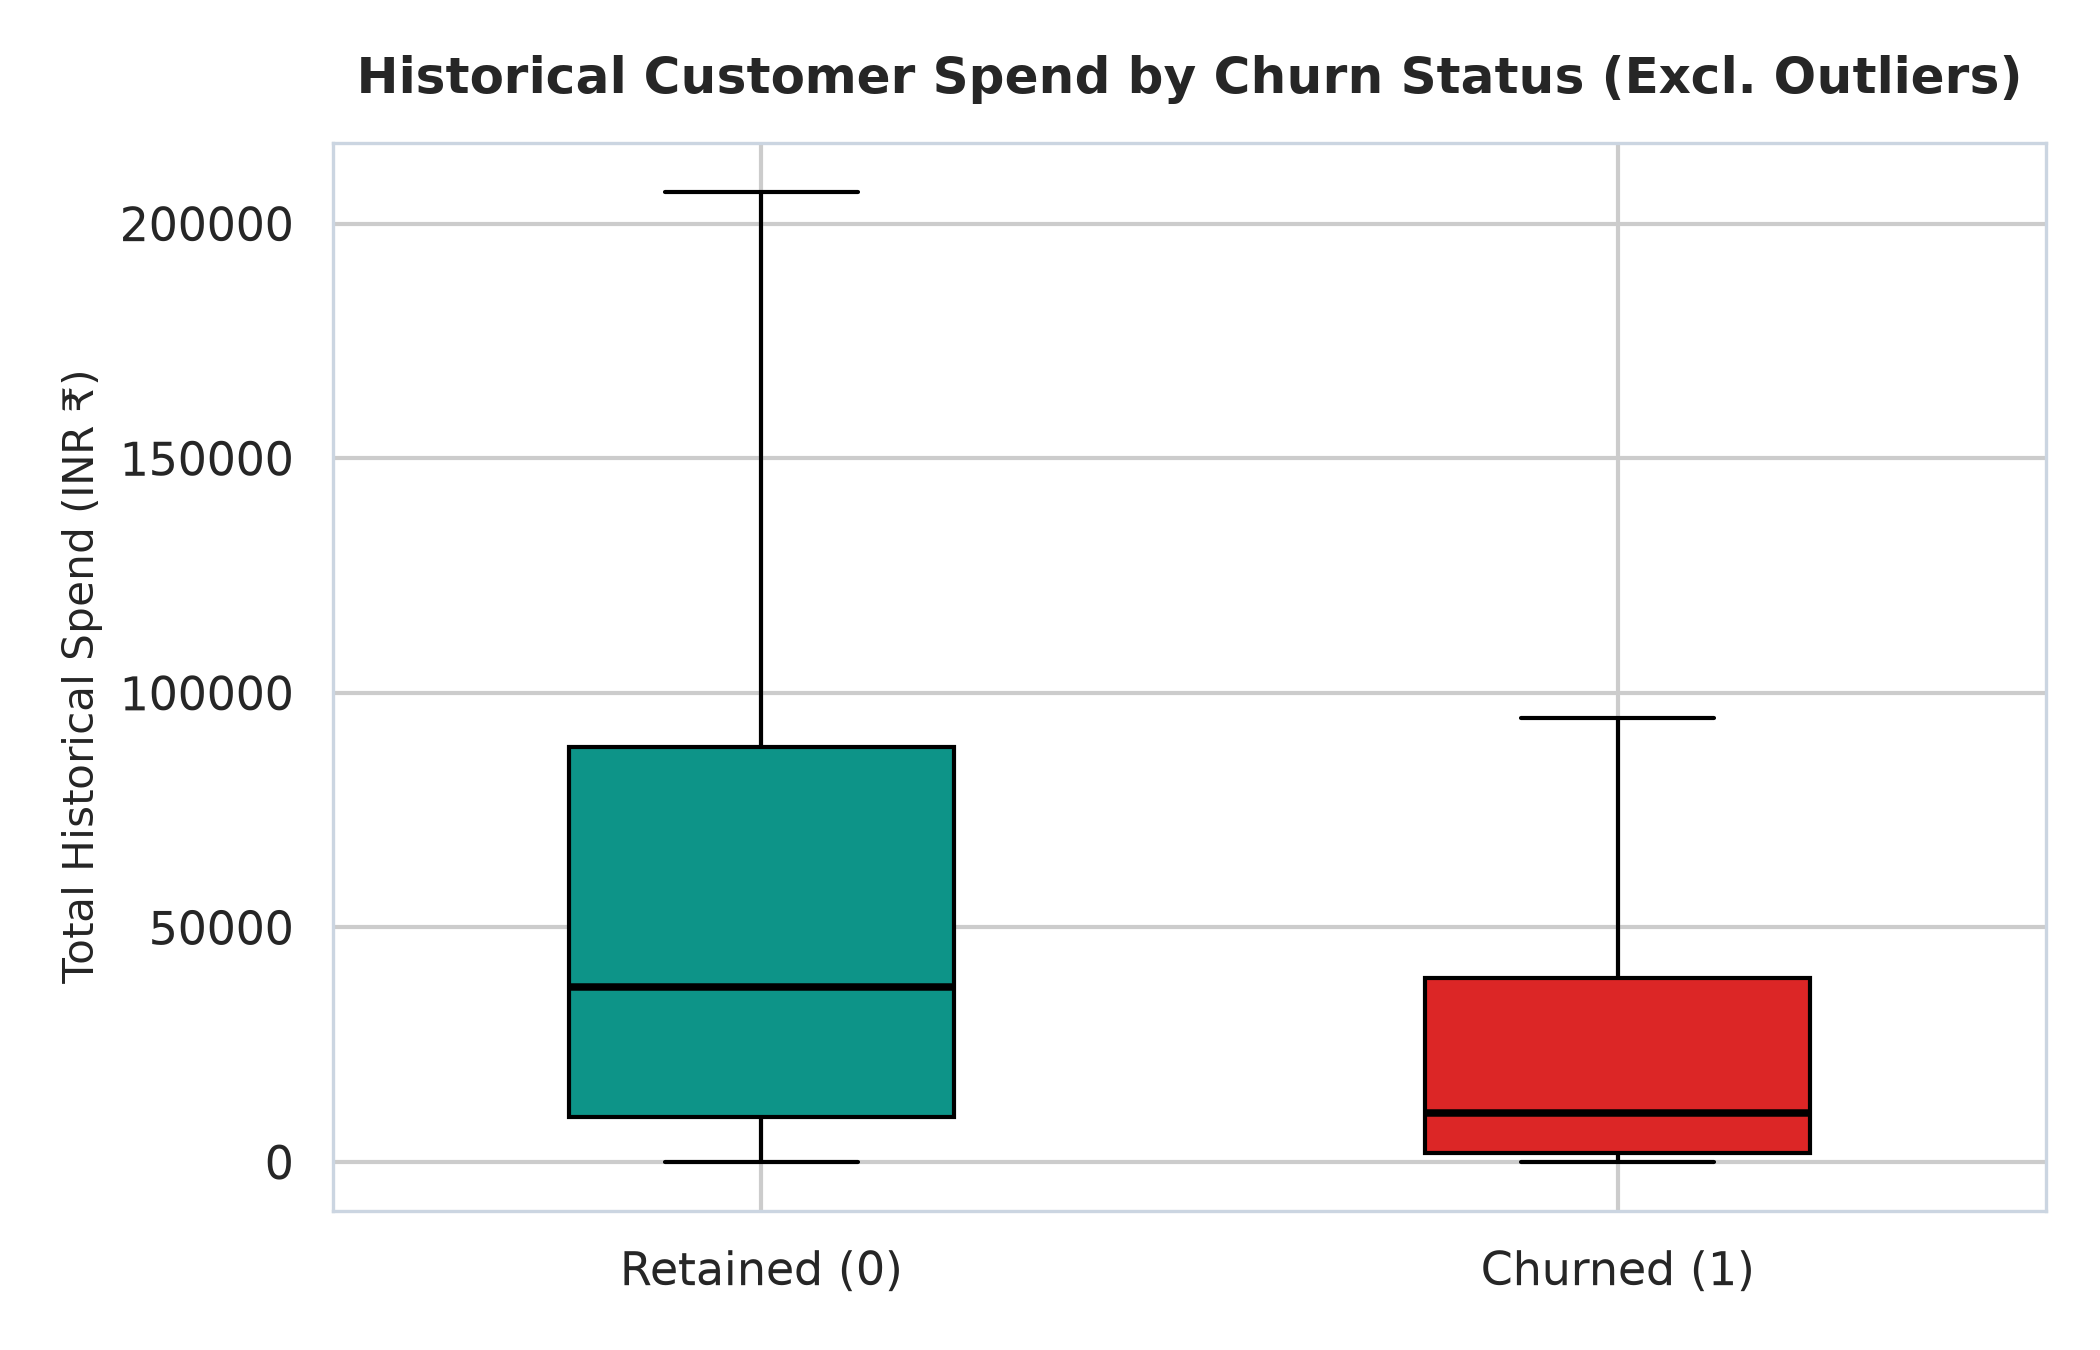 Historical Customer Spend by Churn Status (Excl. Outliers)
Total Historical Spend (INR ₹)
200000
150000
100000
50000
0
Retained (0)
Churned (1)